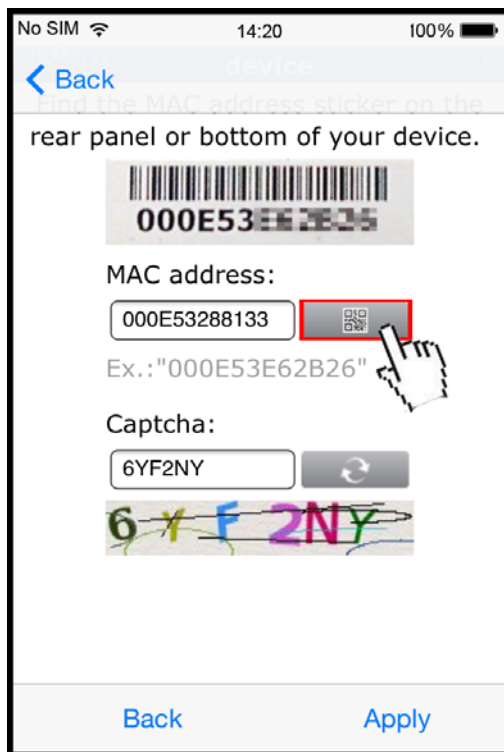 No SIM 14:20 100%
device
Back
Find the MAC address sticker on the
rear panel or bottom of your device.
000E53
MAC address:
000E53288133
Ex.:"000E53E62B26"
Captcha:
6YF2NY
6YF2NY
Back Apply